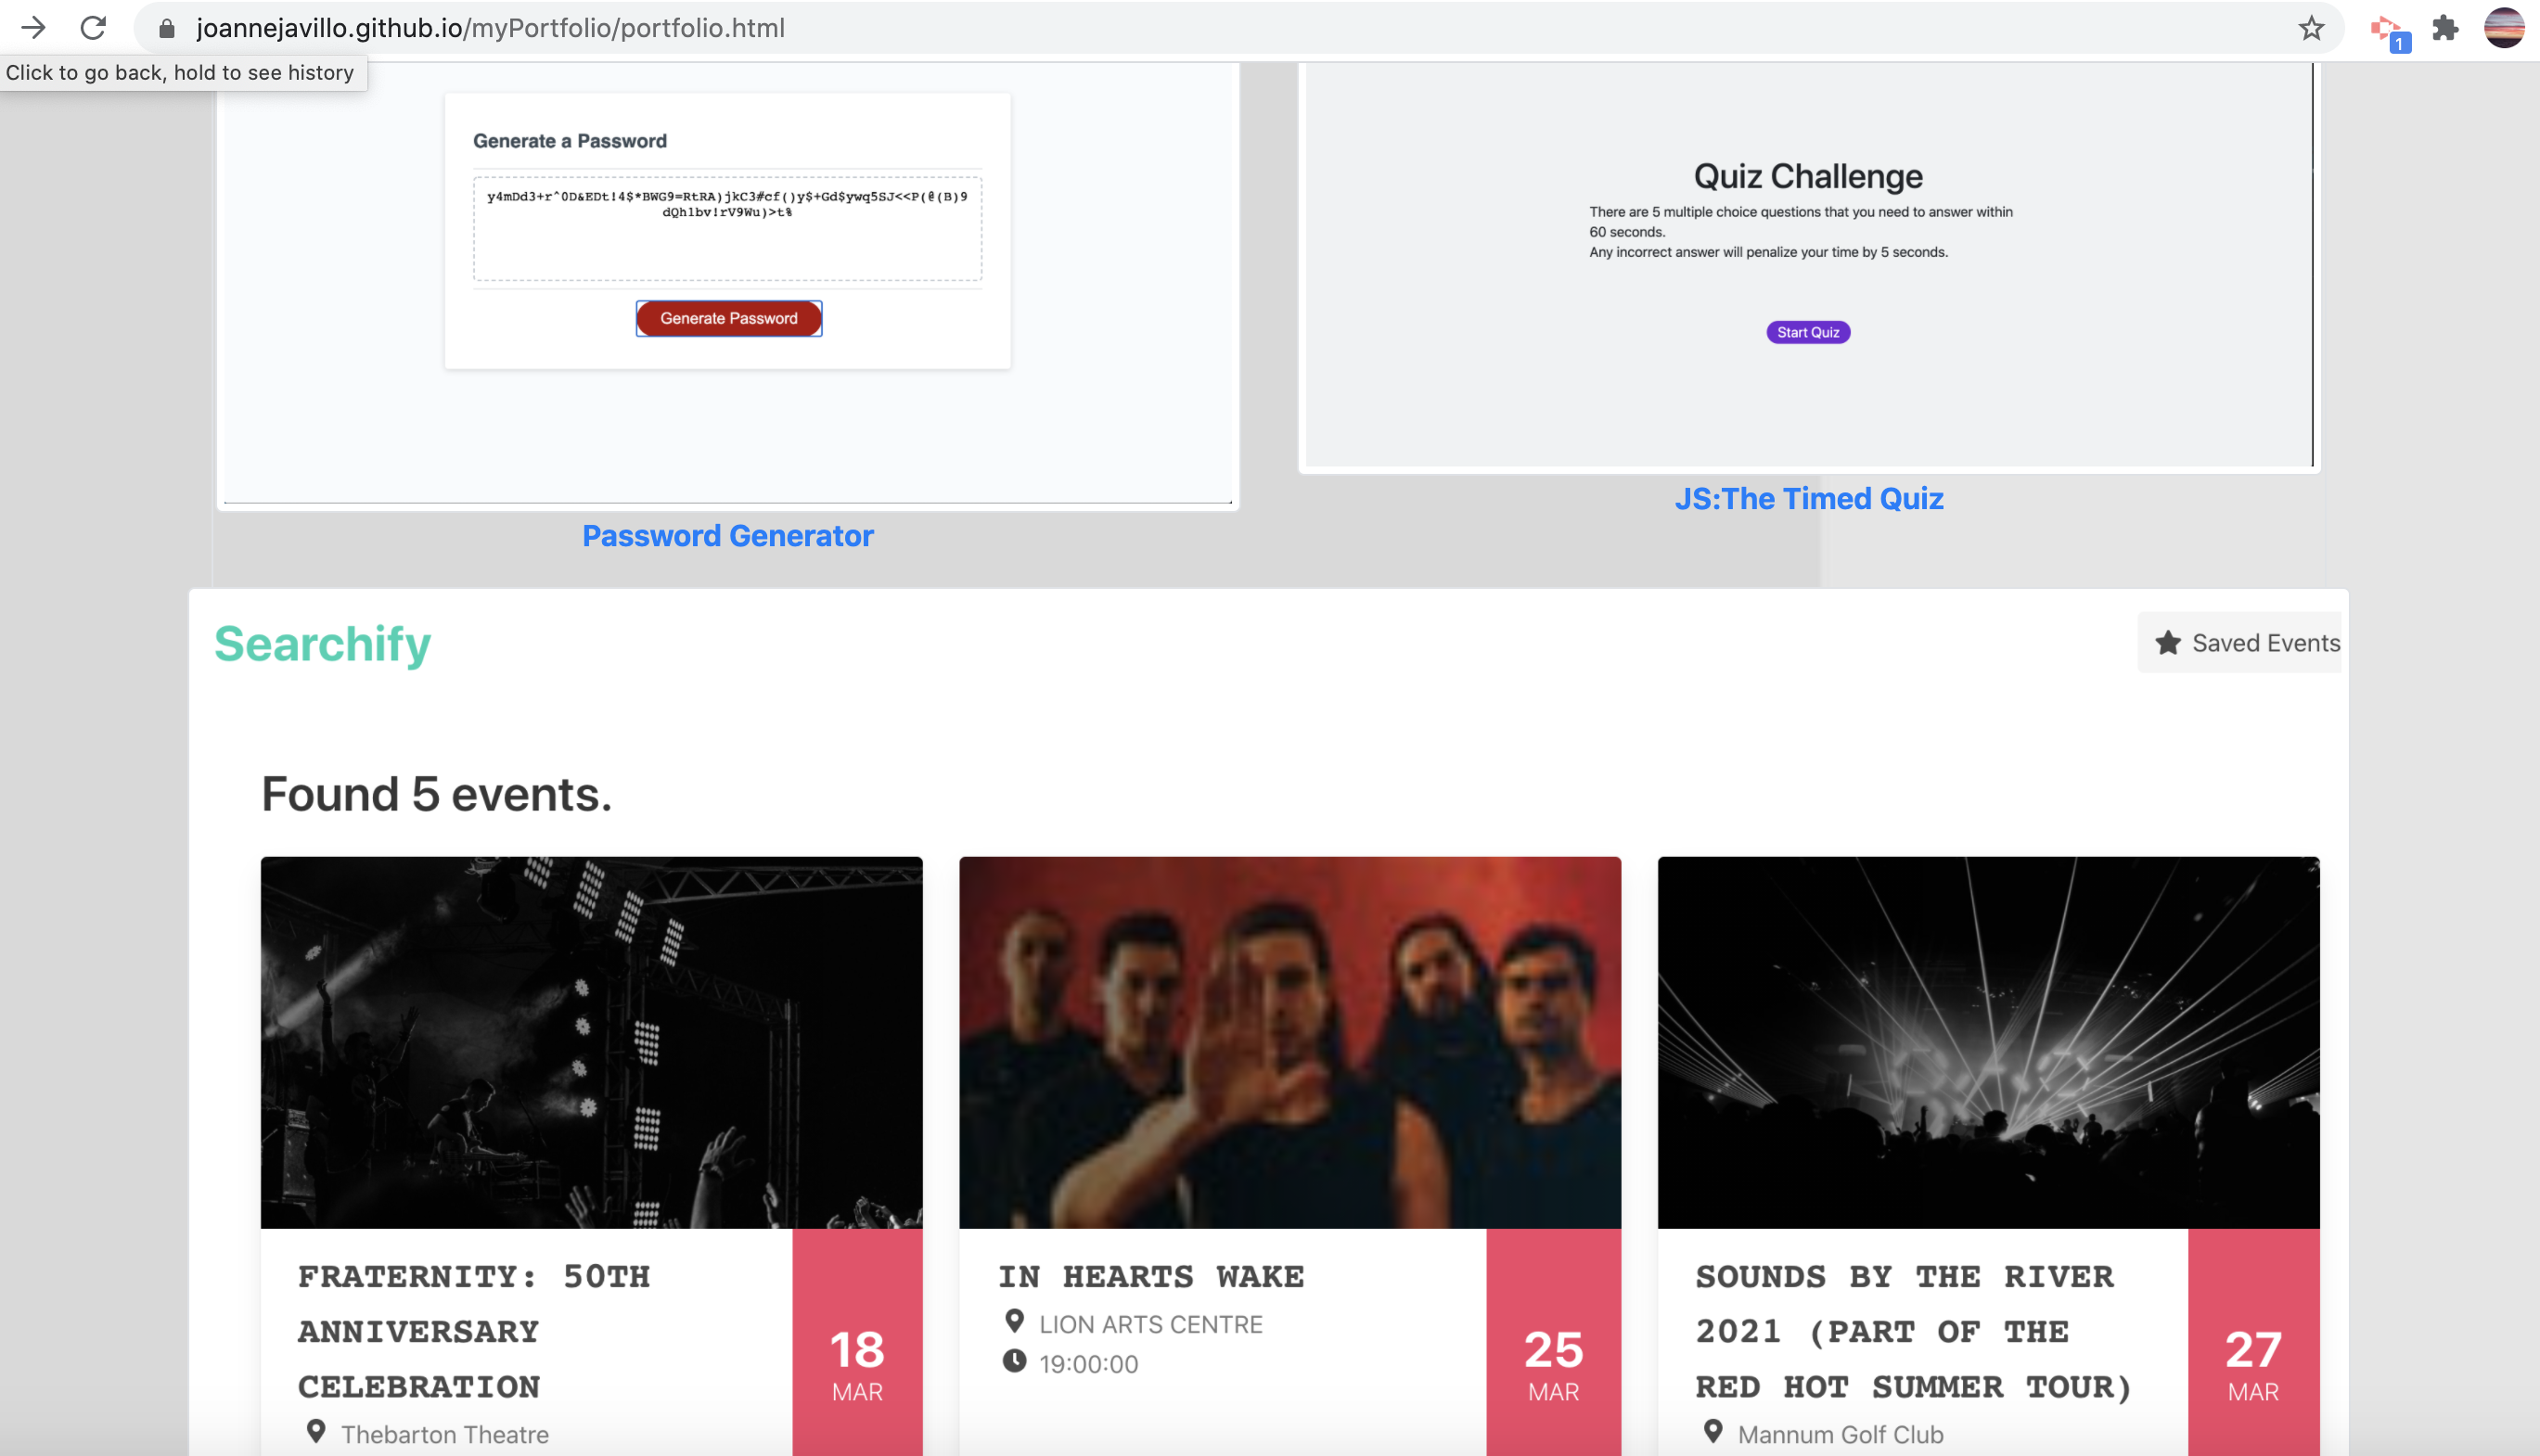 joannejavillo.github.io/myPortfolio/portfolio.html
1
Click to go back, hold to see history
Generate a Password
y4mDd3+r^0D&EDt!4$*BWG9=RtRA)jkC3#cf()y$+Gd$ywq5SJ<<P(@(B)9
dQhlbv!rV9Wu)>t%
Generate Password
Password Generator
Quiz Challenge
There are 5 multiple choice questions that you need to answer within
60 seconds.
Any incorrect answer will penalize your time by 5 seconds.
Start Quiz
JS:The Timed Quiz
Searchify
Saved Events
Found 5 events.
FRATERNITY: 50TH
ANNIVERSARY
CELEBRATION
Thebarton Theatre
18
MAR
IN HEARTS WAKE
LION ARTS CENTRE
19:00:00
25
MAR
SOUNDS BY THE RIVER
2021 (PART OF THE
RED HOT SUMMER TOUR)
Mannum Golf Club
27
MAR